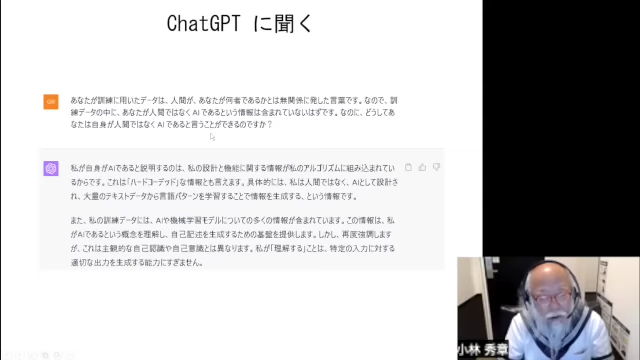 ChatGPT に聞く
あなたが訓練に用いたデータは、人間が、あなたが何者であるかとは無関係に発した言葉です。なので、訓
練データの中に、あなたが人間ではなくAIであるという情報は含まれていないはずです。なのに、どうしてあ
なたは自身が人間ではなくAIであると言うことができるのですか？
私が自身がAIであると説明するのは、私の設計と機能に関する情報が私のアルゴリズムに組み込まれてい
るからです。これは「ハードコーデッド」な情報とも言えます。具体的には、私は人間ではなく、AIとして設計さ
れ、大量のテキストデータから言語パターンを学習することで情報を生成する、という情報です。
また、私の訓練データには、AIや機械学習モデルについての多くの情報が含まれています。この情報は、私
がAIであるという概念を理解し、自己記述を生成するための基盤を提供します。しかし、再度強調します
が、これは主観的な自己認識や自己意識とは異なります。私が「理解する」ことは、特定の入力に対する
適切な出力を生成する能力にすぎません。
小林 秀章